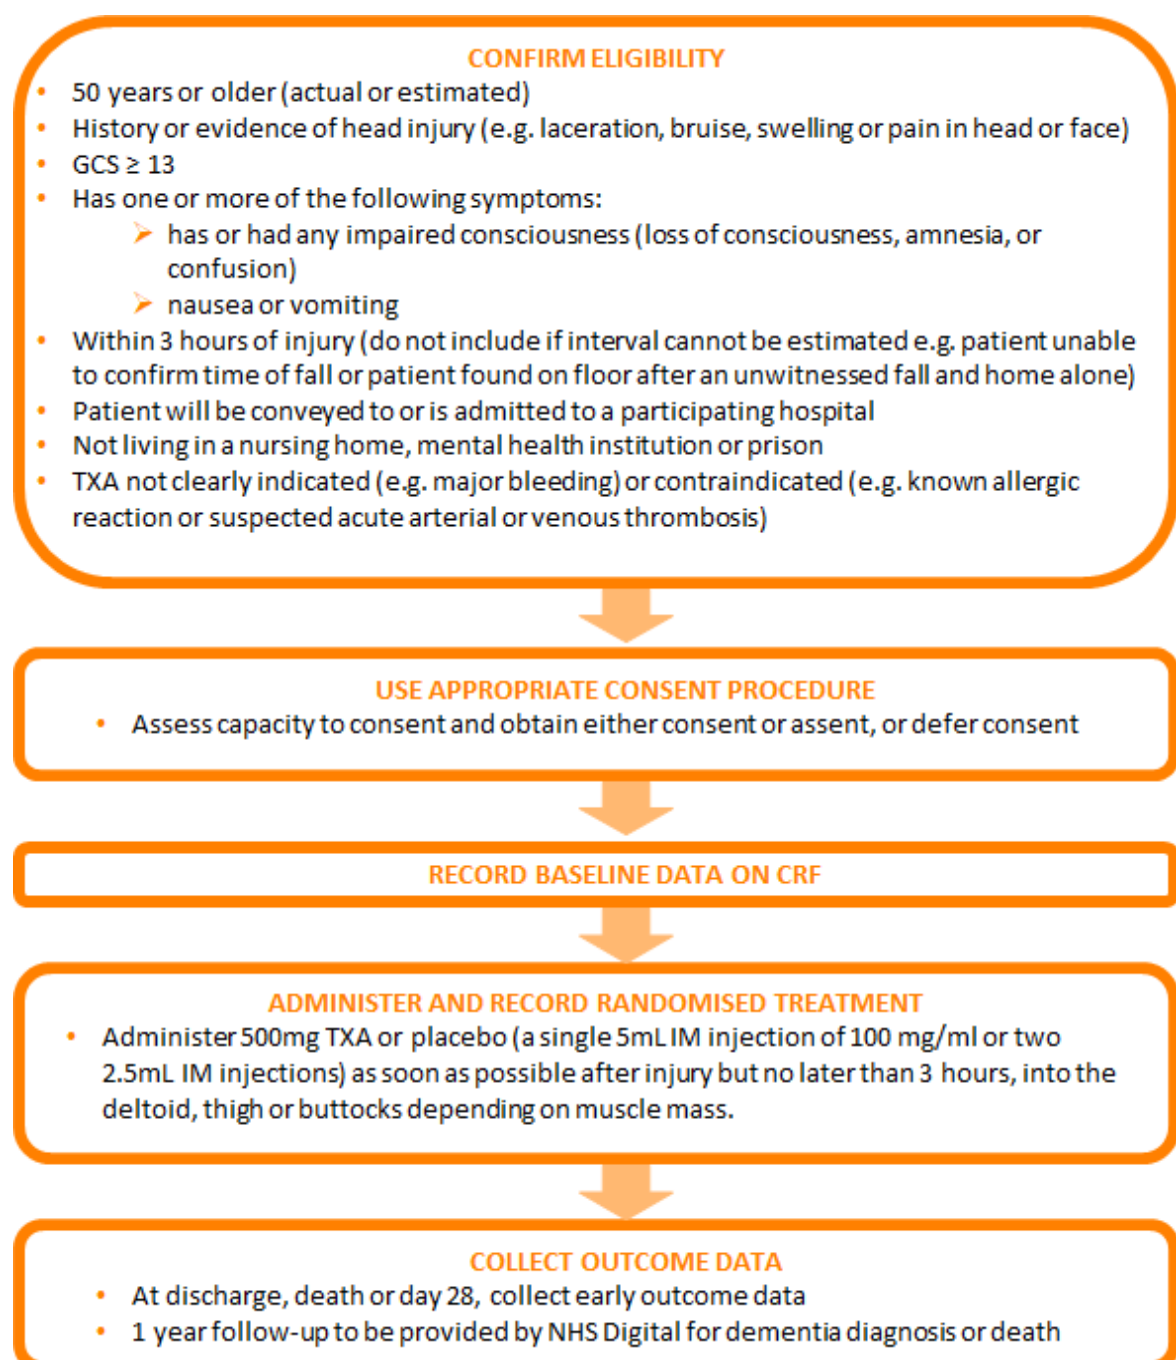 CONFIRM ELIGIBILITY
• 50 years or older (actual or estimated)
• History or evidence of head injury (e.g. laceration, bruise, swelling or pain in head or face)
• GCS ≥ 13
• Has one or more of the following symptoms:
➢ has or had any impaired consciousness (loss of consciousness, amnesia, or
confusion)
➢ nausea or vomiting
• Within 3 hours of injury (do not include if interval cannot be estimated e.g. patient unable
to confirm time of fall or patient found on floor after an unwitnessed fall and home alone)
• Patient will be conveyed to or is admitted to a participating hospital
• Not living in a nursing home, mental health institution or prison
• TXA not clearly indicated (e.g. major bleeding) or contraindicated (e.g. known allergic
reaction or suspected acute arterial or venous thrombosis)
USE APPROPRIATE CONSENT PROCEDURE
• Assess capacity to consent and obtain either consent or assent, or defer consent
RECORD BASELINE DATA ON CRF
ADMINISTER AND RECORD RANDOMISED TREATMENT
• Administer 500mg TXA or placebo (a single 5mL IM injection of 100 mg/ml or two
2.5mL IM injections) as soon as possible after injury but no later than 3 hours, into the
deltoid, thigh or buttocks depending on muscle mass.
COLLECT OUTCOME DATA
• At discharge, death or day 28, collect early outcome data
• 1 year follow-up to be provided by NHS Digital for dementia diagnosis or death